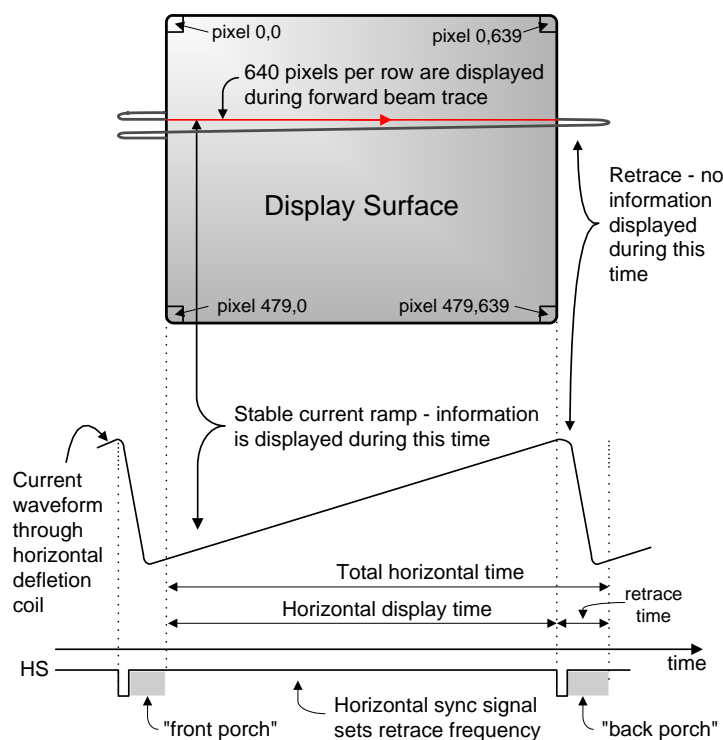 pixel 0,0
pixel 0,639
640 pixels per row are displayed
during forward beam trace
Display Surface
Retrace - no
information
displayed
during this
time
pixel 479,0
pixel 479,639
Stable current ramp - information
is displayed during this time
Current
waveform
through
horizontal
defletion
coil
Total horizontal time
Horizontal display time
retrace
time
time
HS
"front porch"
Horizontal sync signal
sets retrace frequency
"back porch"